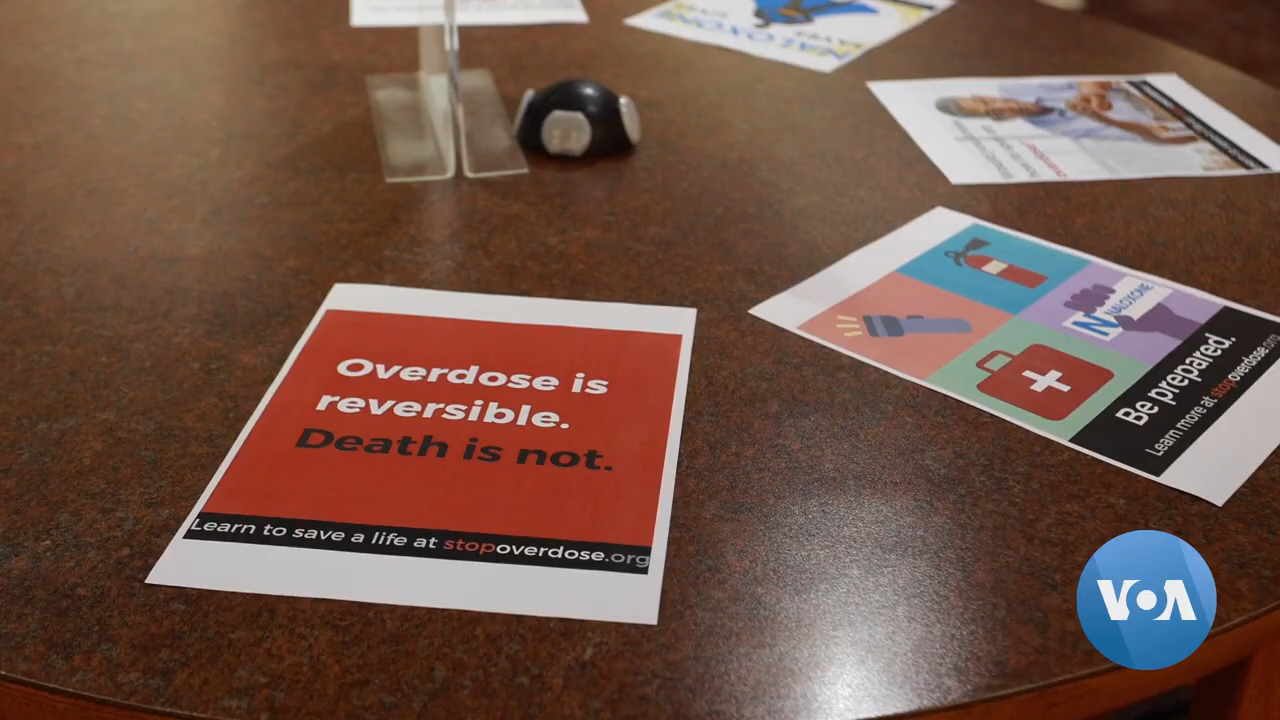 Overdose is
reversible.
Death is not.
Learn to save a life at stopoverdose.org
NALOXONE
Be prepared.
Learn more at stopoverdose.org
NALOXONE
VOA